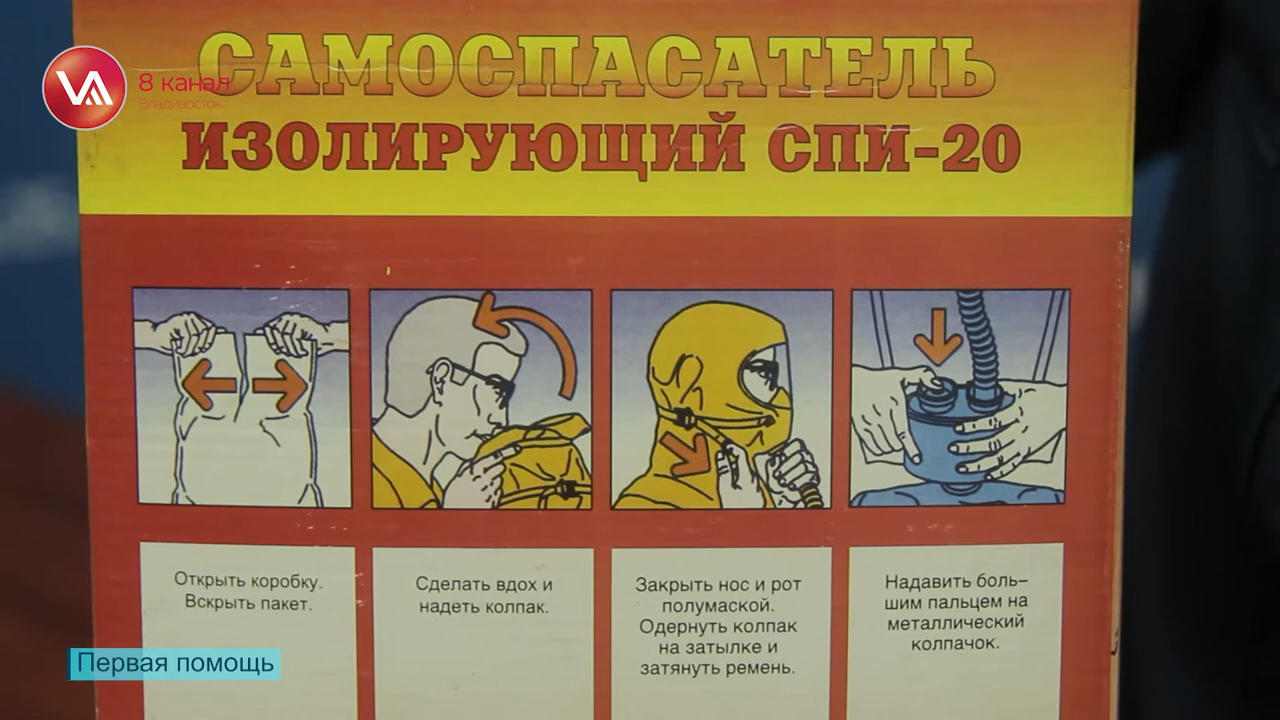 САМОСПАСАТЕЛЬ
8 канал
Владивосток
ИЗОЛИРУЮЩИЙ СПИ-20
Открыть коробку.
Вскрыть пакет.
Сделать вдох и
надеть колпак.
Закрыть нос и рот
полумаской.
Одернуть колпак
на затылке и
затянуть ремень.
Надавить боль–
шим пальцем на
металлический
колпачок.
Первая помощь